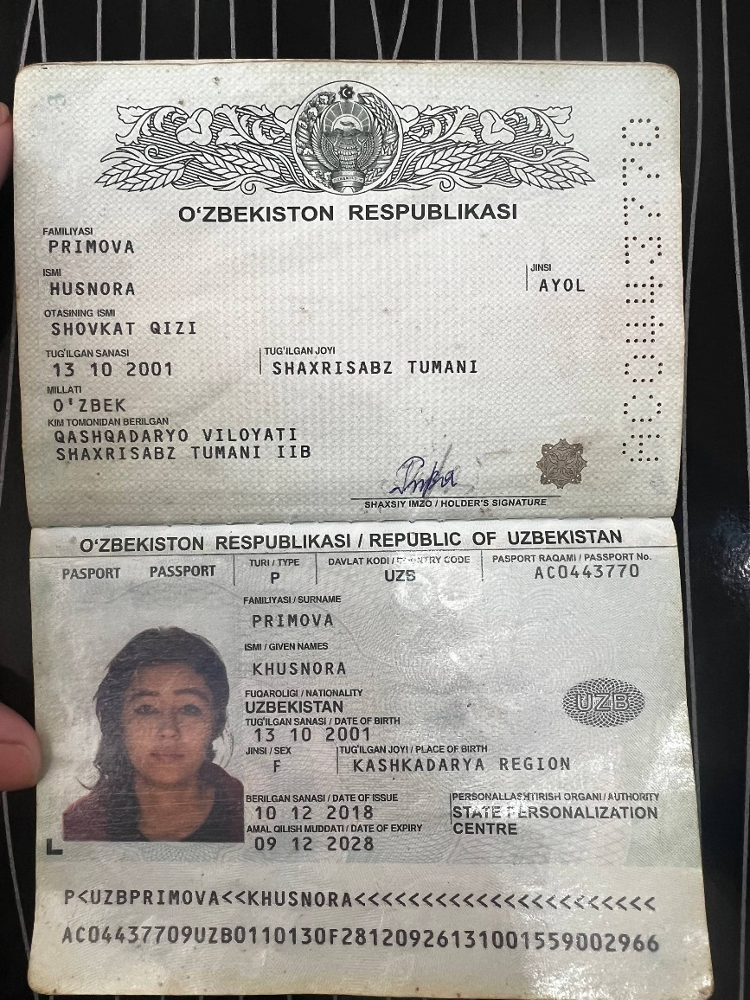 O‘ZBEKISTON RESPUBLIKASI
FAMILIYASI
PRIMOVA
ISMI
HUSNORA
JINSI
AYOL
OTASINING ISMI
SHOVKAT QIZI
TUG‘ILGAN SANASI
13 10 2001
TUG‘ILGAN JOYI
SHAXRISABZ TUMANI
MILLATI
O'ZBEK
KIM TOMONIDAN BERILGAN
QASHQADARYO VILOYATI
SHAXRISABZ TUMANI IIB
SHAXSIY IMZO / HOLDER'S SIGNATURE
AC0443770
O‘ZBEKISTON RESPUBLIKASI / REPUBLIC OF UZBEKISTAN
PASPORT PASSPORT
TURI / TYPE
P
DAVLAT KODI / COUNTRY CODE
UZB
PASPORT RAQAMI / PASSPORT No.
AC0443770
FAMILIYASI / SURNAME
PRIMOVA
ISMI / GIVEN NAMES
KHUSNORA
FUQAROLIGI / NATIONALITY
UZBEKISTAN
UZB
TUG‘ILGAN SANASI / DATE OF BIRTH
13 10 2001
JINSI / SEX
F
TUG‘ILGAN JOYI / PLACE OF BIRTH
KASHKADARYA REGION
BERILGAN SANASI / DATE OF ISSUE
10 12 2018
PERSONALLASHTIRISH ORGANI / AUTHORITY
STATE PERSONALIZATION
CENTRE
AMAL QILISH MUDDATI / DATE OF EXPIRY
09 12 2028
P<UZBPRIMOVA<<KHUSNORA<<<<<<<<<<<<<<<<<<<<<<
AC04437709UZB0110130F28120926131001559002966